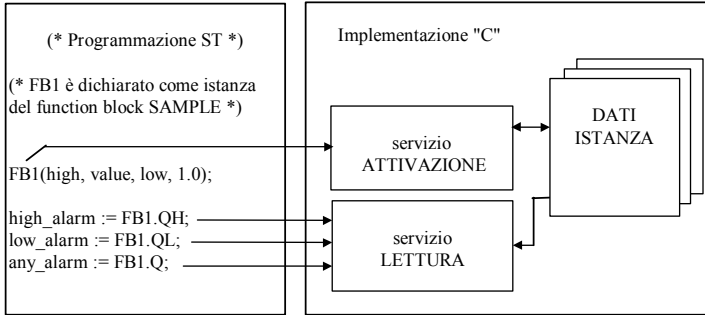 (* Programmazione ST *)
(* FB1 è dichiarato come istanza
del function block SAMPLE *)
FB1(high, value, low, 1.0);
high_alarm := FB1.QH;
low_alarm := FB1.QL;
any_alarm := FB1.Q;
Implementazione "C"
servizio
ATTIVAZIONE
servizio
LETTURA
DATI
ISTANZA